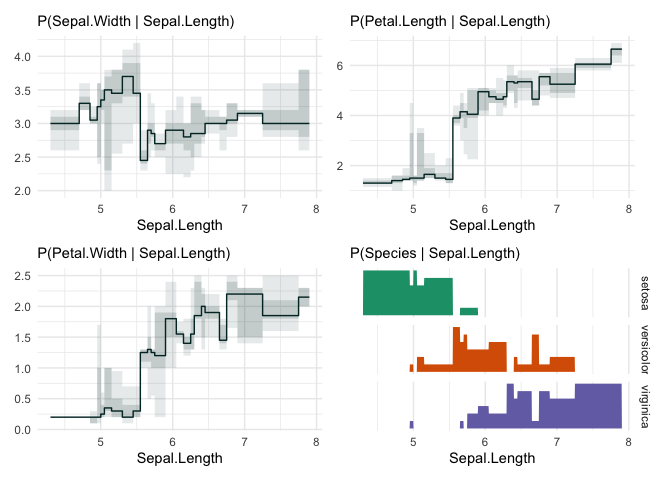 P(Sepal.Width | Sepal.Length)
4.0
3.5
3.0
2.5
2.0
5 6 7 8
Sepal.Length
P(Petal.Length | Sepal.Length)
6
4
2
5 6 7 8
Sepal.Length
P(Petal.Width | Sepal.Length)
2.5
2.0
1.5
1.0
0.5
0.0
5 6 7 8
Sepal.Length
P(Species | Sepal.Length)
setosa
versicolor
virginica
5 6 7 8
Sepal.Length